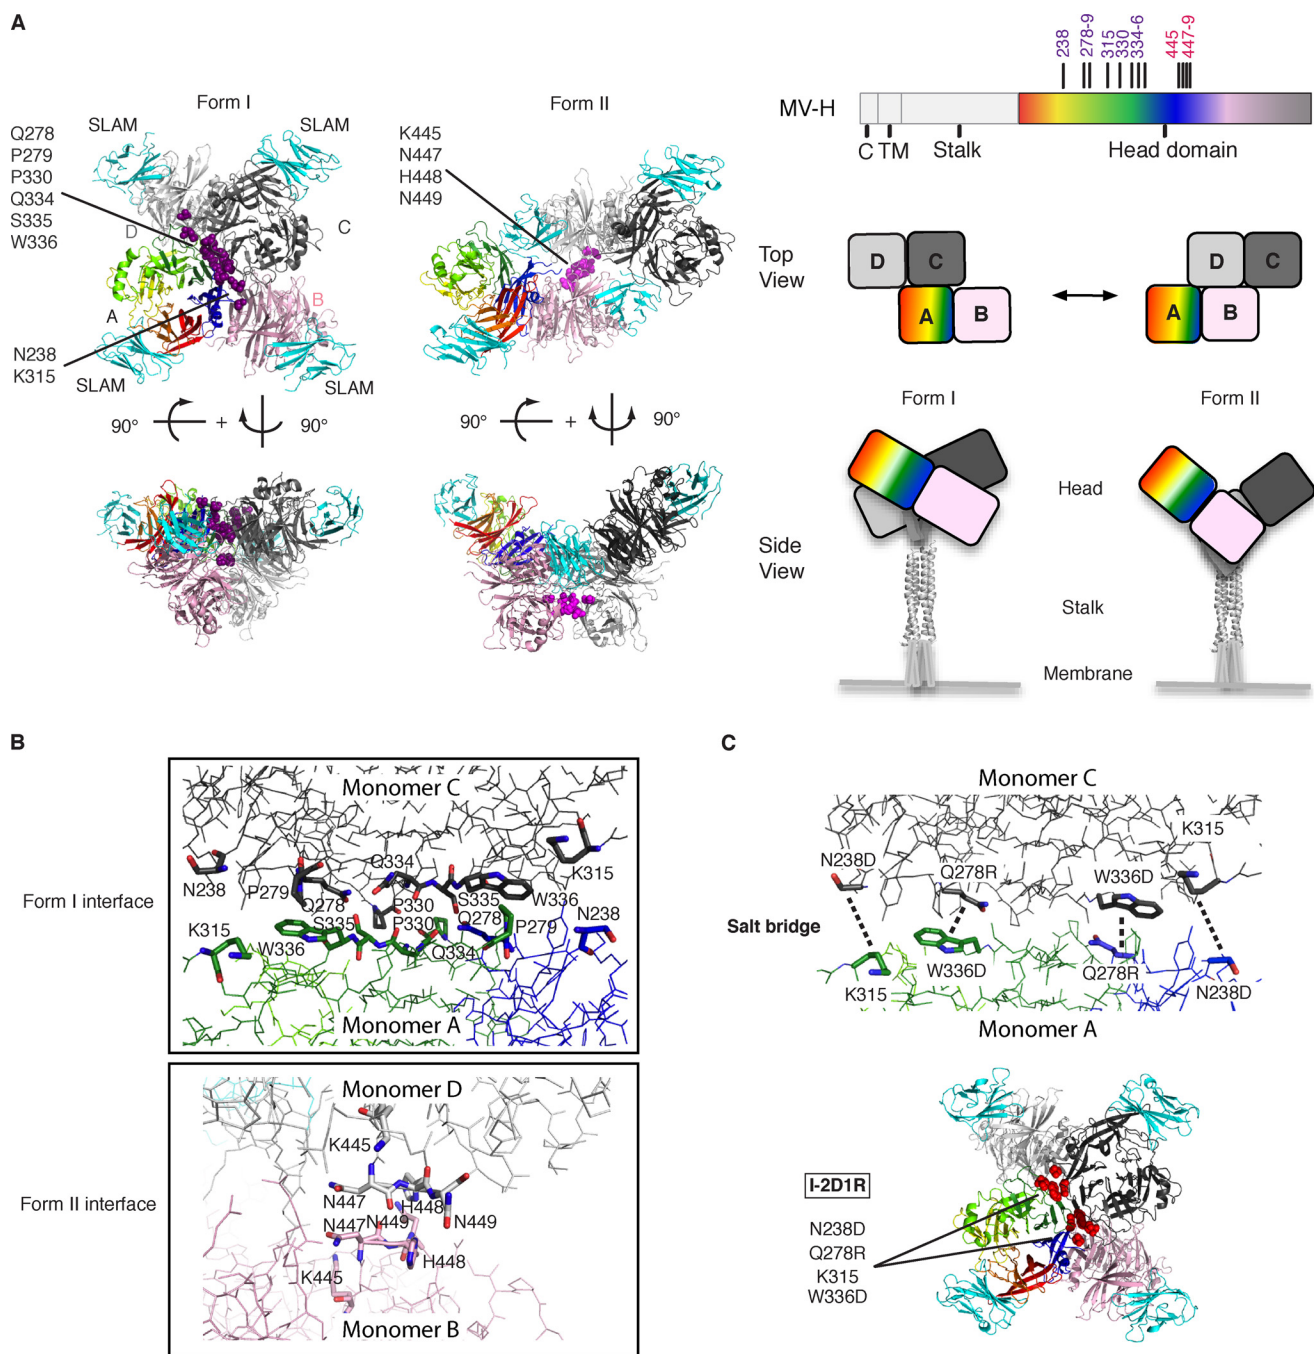 A
Form I
Form II
Q278
P279
P330
Q334
S335
W336
SLAM
SLAM
D
C
A
B
N238
K315
SLAM
SLAM
K445
N447
H448
N449
90°
+
90°
90°
+
90°
238
278-9
315
330
334-6
445
447-9
MV-H
C
TM
Stalk
Head domain
Top
View
D
C
A
B
D
C
A
B
Form I
Form II
Head
Side
View
Stalk
Membrane
B
Form I interface
Monomer C
Q334
K315
N238
P279
Q278
P330
S335
W336
S335
P330
Q278
P279
N238
K315
W336
Q334
Monomer A
Form II interface
Monomer D
K445
N447
H448
N447
N449
N449
H448
K445
Monomer B
C
Monomer C
K315
N238D
Q278R
W336D
Salt bridge
K315
W336D
Q278R
N238D
Monomer A
I-2D1R
N238D
Q278R
K315
W336D